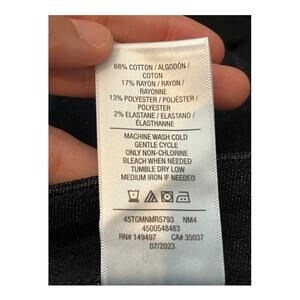 68% COTTON / ALGODÓN /
COTON
17% RAYON / RAYON /
RAYONNE
13% POLYESTER / POLIÉSTER /
POLYESTER
2% ELASTANE / ELASTANO /
ÉLASTHANNE
MACHINE WASH COLD
GENTLE CYCLE
ONLY NON-CHLORINE
BLEACH WHEN NEEDED
TUMBLE DRY LOW
MEDIUM IRON IF NEEDED
45TGMNMR5793 NM4
4500548483
RN# 149497 CA# 35037
07/2023